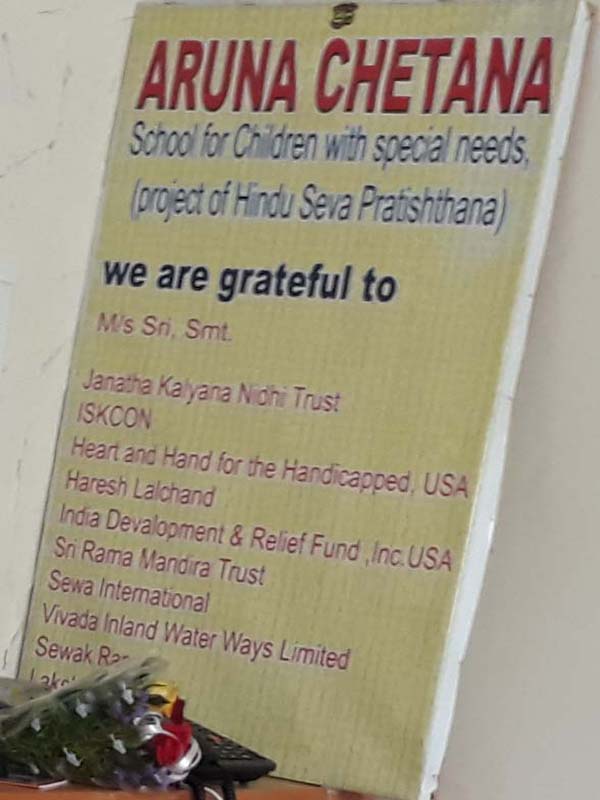 ARUNA CHETANA
School for Children with special needs,
(project of Hindu Seva Pratishthana)
we are grateful to
M/s Sri, Smt.
Janatha Kalyana Nidhi Trust
ISKCON
Heart and Hand for the Handicapped, USA
Haresh Lalchand
India Devalopment & Relief Fund ,Inc.USA
Sri Rama Mandira Trust
Sewa International
Vivada Inland Water Ways Limited
Sewak